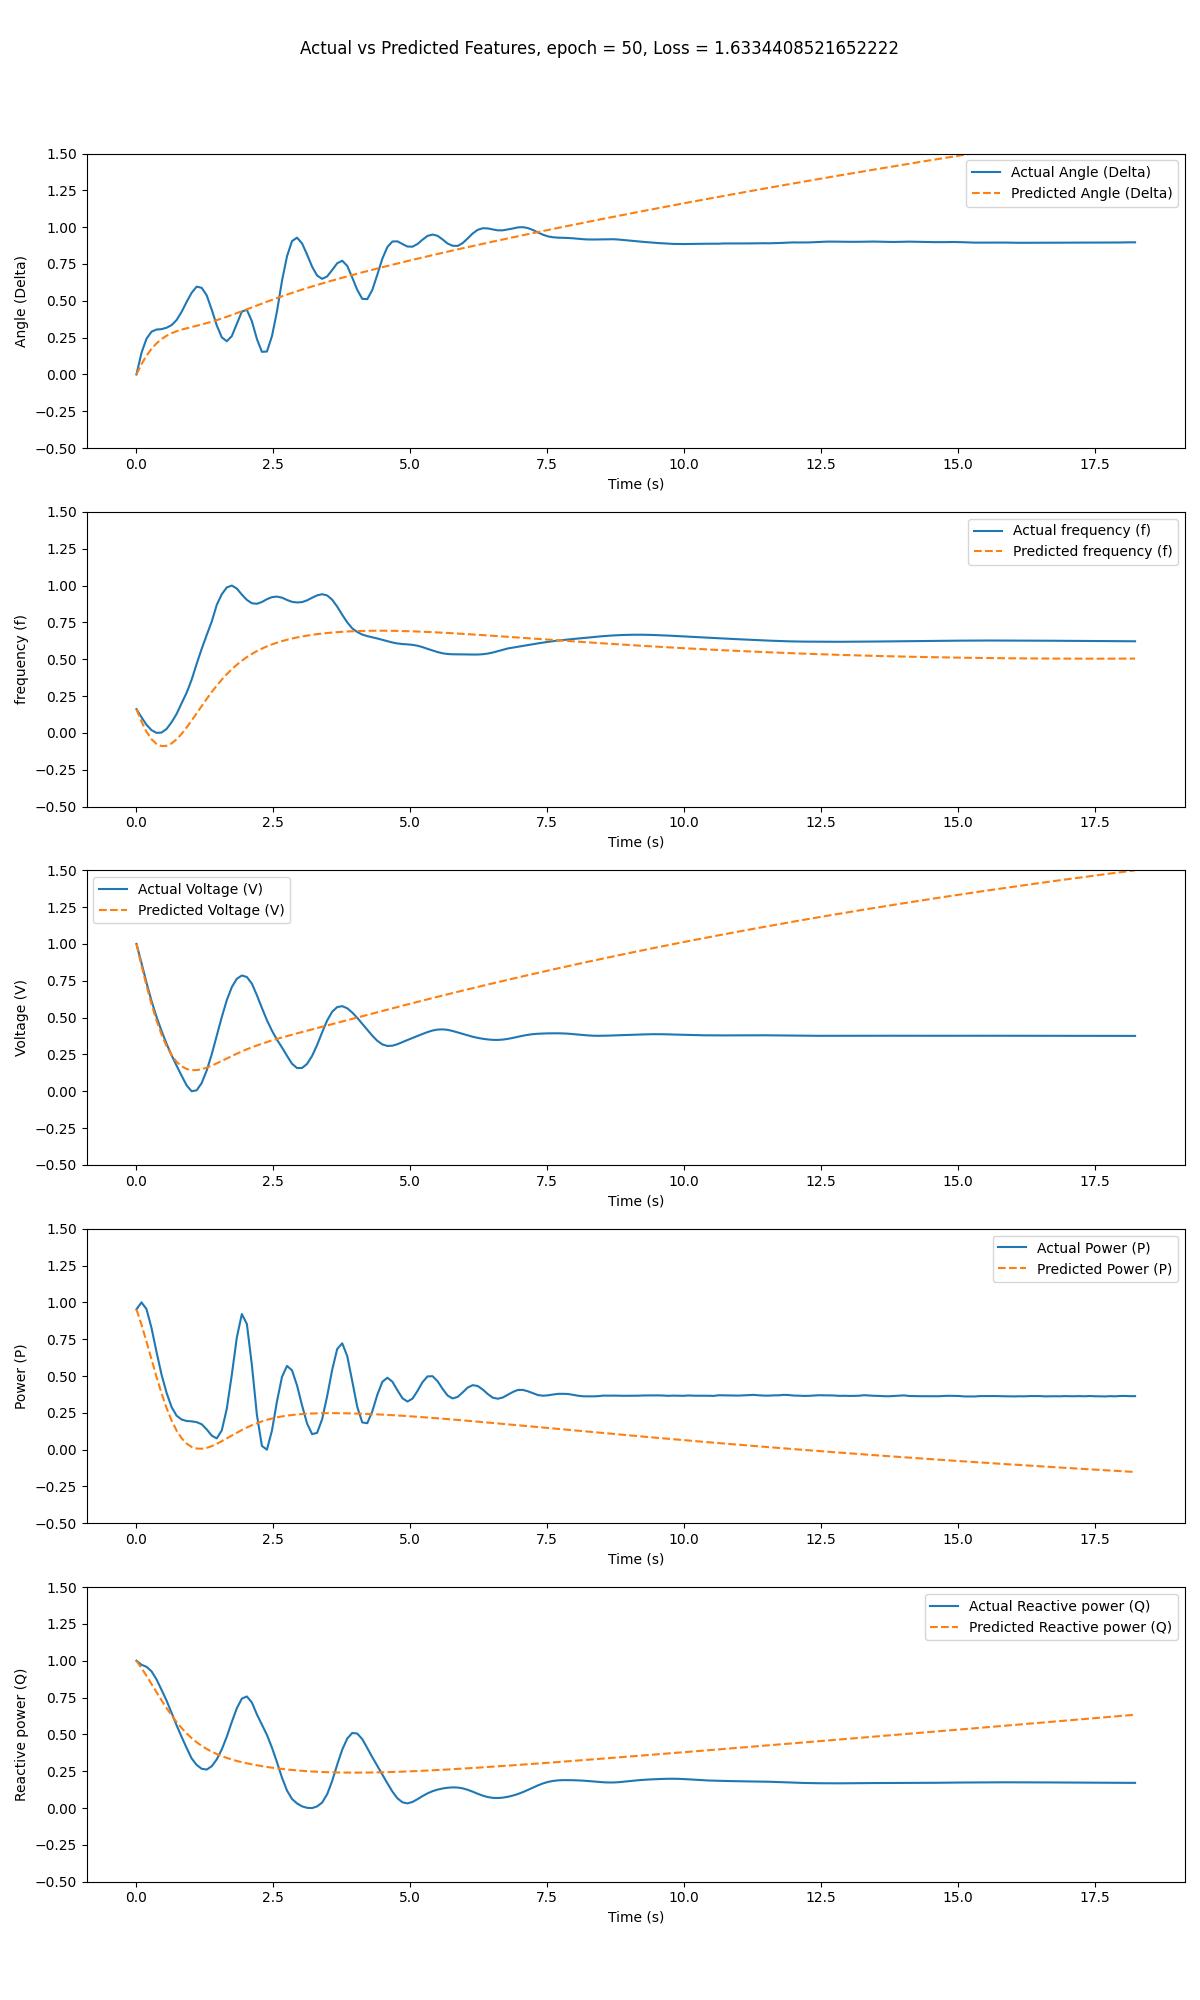 Actual vs Predicted Features, epoch = 50, Loss = 1.6334408521652222
1.50
1.25
1.00
0.75
0.50
0.25
0.00
−0.25
−0.50
Angle (Delta)
Actual Angle (Delta)
Predicted Angle (Delta)
0.0 2.5 5.0 7.5 10.0 12.5 15.0 17.5
Time (s)
1.50
1.25
1.00
0.75
0.50
0.25
0.00
−0.25
−0.50
frequency (f)
Actual frequency (f)
Predicted frequency (f)
0.0 2.5 5.0 7.5 10.0 12.5 15.0 17.5
Time (s)
1.50
1.25
1.00
0.75
0.50
0.25
0.00
−0.25
−0.50
Voltage (V)
Actual Voltage (V)
Predicted Voltage (V)
0.0 2.5 5.0 7.5 10.0 12.5 15.0 17.5
Time (s)
1.50
1.25
1.00
0.75
0.50
0.25
0.00
−0.25
−0.50
Power (P)
Actual Power (P)
Predicted Power (P)
0.0 2.5 5.0 7.5 10.0 12.5 15.0 17.5
Time (s)
1.50
1.25
1.00
0.75
0.50
0.25
0.00
−0.25
−0.50
Reactive power (Q)
Actual Reactive power (Q)
Predicted Reactive power (Q)
0.0 2.5 5.0 7.5 10.0 12.5 15.0 17.5
Time (s)